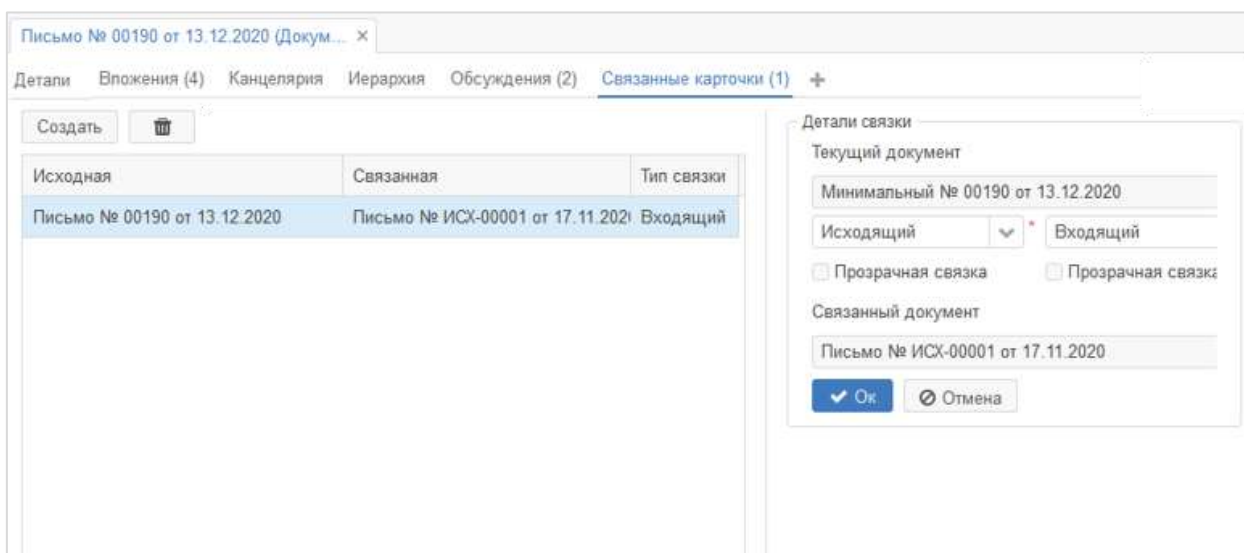 Письмо № 00190 от 13.12.2020 (Докум... ×
Детали Вложения (4) Канцелярия Иерархия Обсуждения (2) Связанные карточки (1) +
Создать
Исходная Связанная Тип связки
Письмо № 00190 от 13.12.2020 Письмо № ИСХ-00001 от 17.11.202 Входящий
Детали связки
Текущий документ
Минимальный № 00190 от 13.12.2020
Исходящий * Входящий
Прозрачная связка Прозрачная связка
Связанный документ
Письмо № ИСХ-00001 от 17.11.2020
Ок Отмена